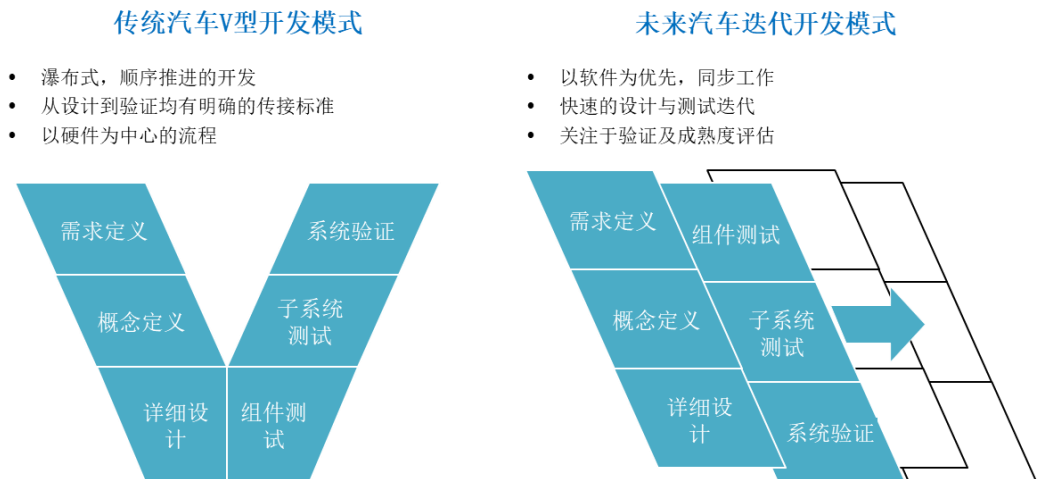 传统汽车V型开发模式
• 瀑布式，顺序推进的开发
• 从设计到验证均有明确的传接标准
• 以硬件为中心的流程
需求定义
系统验证
概念定义
子系统
测试
详细设
计
组件测
试
未来汽车迭代开发模式
• 以软件为优先，同步工作
• 快速的设计与测试迭代
• 关注于验证及成熟度评估
需求定义
组件测试
概念定义
子系统
测试
详细设
计
系统验证